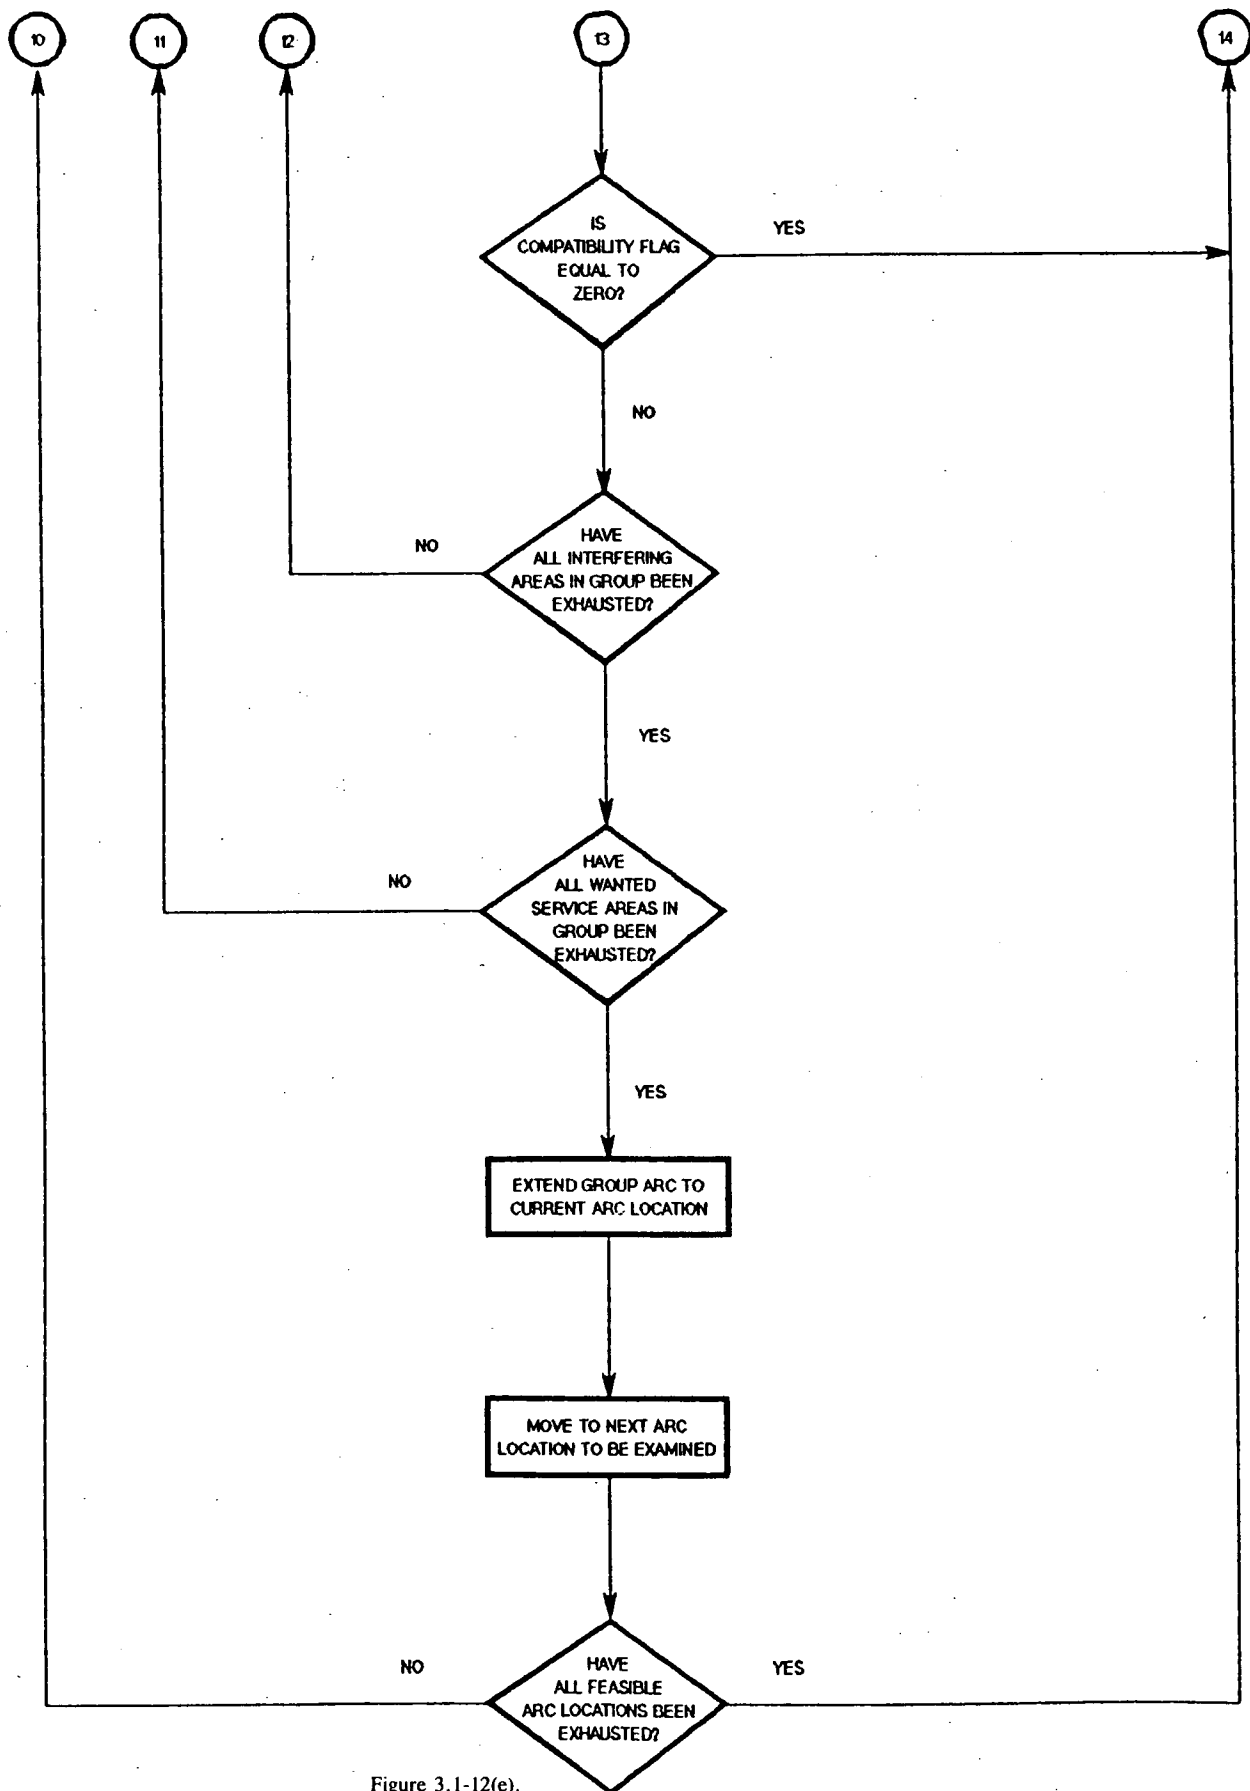 10
11
12
13
14
IS
COMPATIBILITY FLAG
EQUAL TO
ZERO?
YES
NO
HAVE
ALL INTERFERING
AREAS IN GROUP BEEN
EXHAUSTED?
NO
YES
HAVE
ALL WANTED
SERVICE AREAS IN
GROUP BEEN
EXHAUSTED?
NO
YES
EXTEND GROUP ARC TO
CURRENT ARC LOCATION
MOVE TO NEXT ARC
LOCATION TO BE EXAMINED
HAVE
ALL FEASIBLE
ARC LOCATIONS BEEN
EXHAUSTED?
NO
YES
Figure 3.1-12(e).